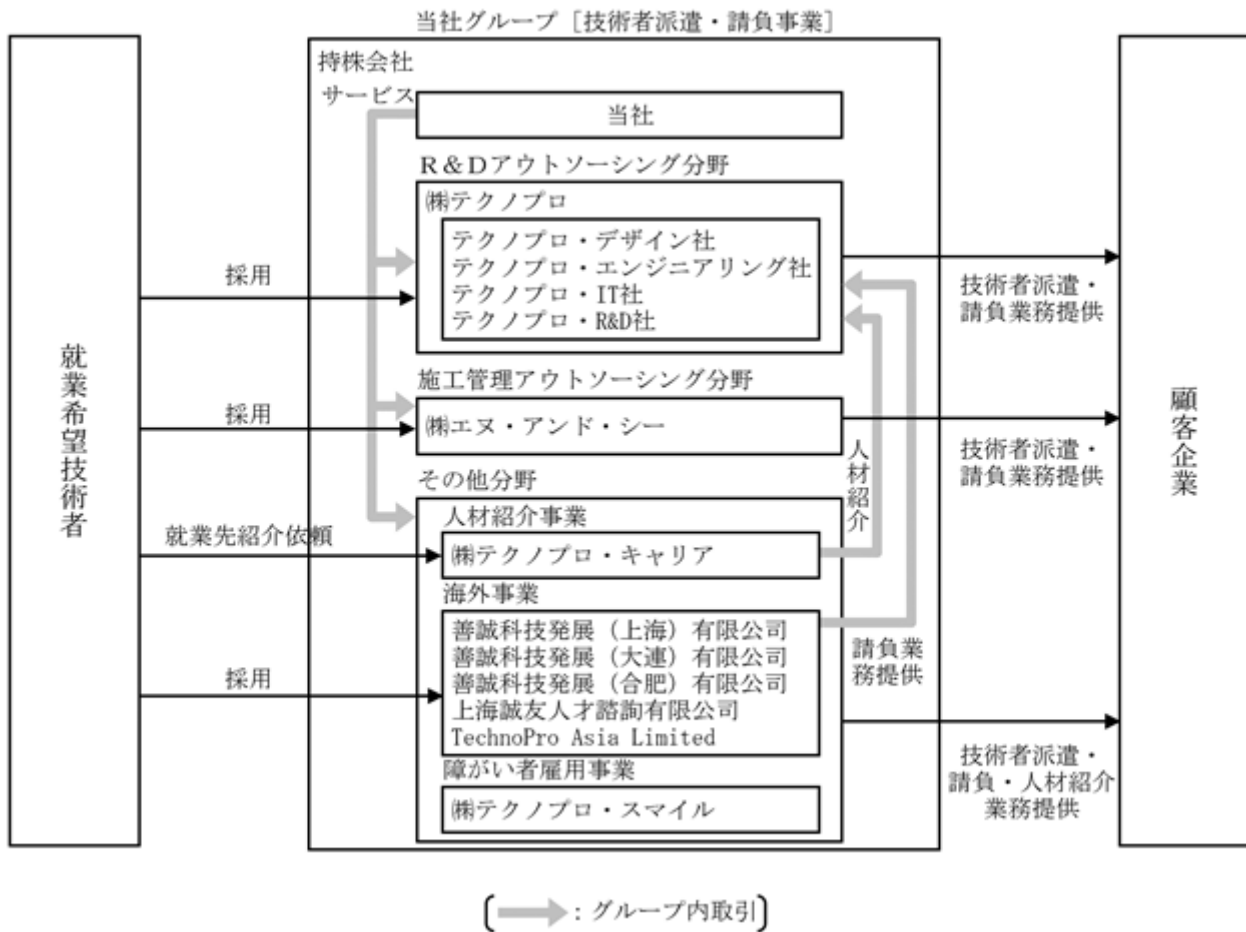 当社グループ［技術者派遣・請負事業］
持株会社
サービス
当社
Ｒ＆Ｄアウトソーシング分野
㈱テクノプロ
テクノプロ・デザイン社
テクノプロ・エンジニアリング社
テクノプロ・IT社
テクノプロ・R&D社
採用
技術者派遣・
請負業務提供
就業希望技術者
顧客企業
施工管理アウトソーシング分野
㈱エヌ・アンド・シー
採用
技術者派遣・
請負業務提供
人材紹介
その他分野
人材紹介事業
㈱テクノプロ・キャリア
就業先紹介依頼
海外事業
善誠科技発展（上海）有限公司
善誠科技発展（大連）有限公司
善誠科技発展（合肥）有限公司
上海誠友人才諮詢有限公司
TechnoPro Asia Limited
採用
請負業
務提供
障がい者雇用事業
㈱テクノプロ・スマイル
技術者派遣・
請負・人材紹介
業務提供
：グループ内取引